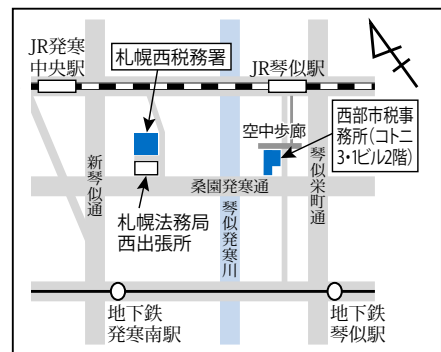 JR発寒
中央駅
札幌西税務署
JR琴似駅
西部市税事
務所(コトニ
3・1ビル2階)
空中歩廊
新琴似通
桑園発寒通
琴似栄町通
札幌法務局
西出張所
琴似発寒川
地下鉄
発寒南駅
地下鉄
琴似駅